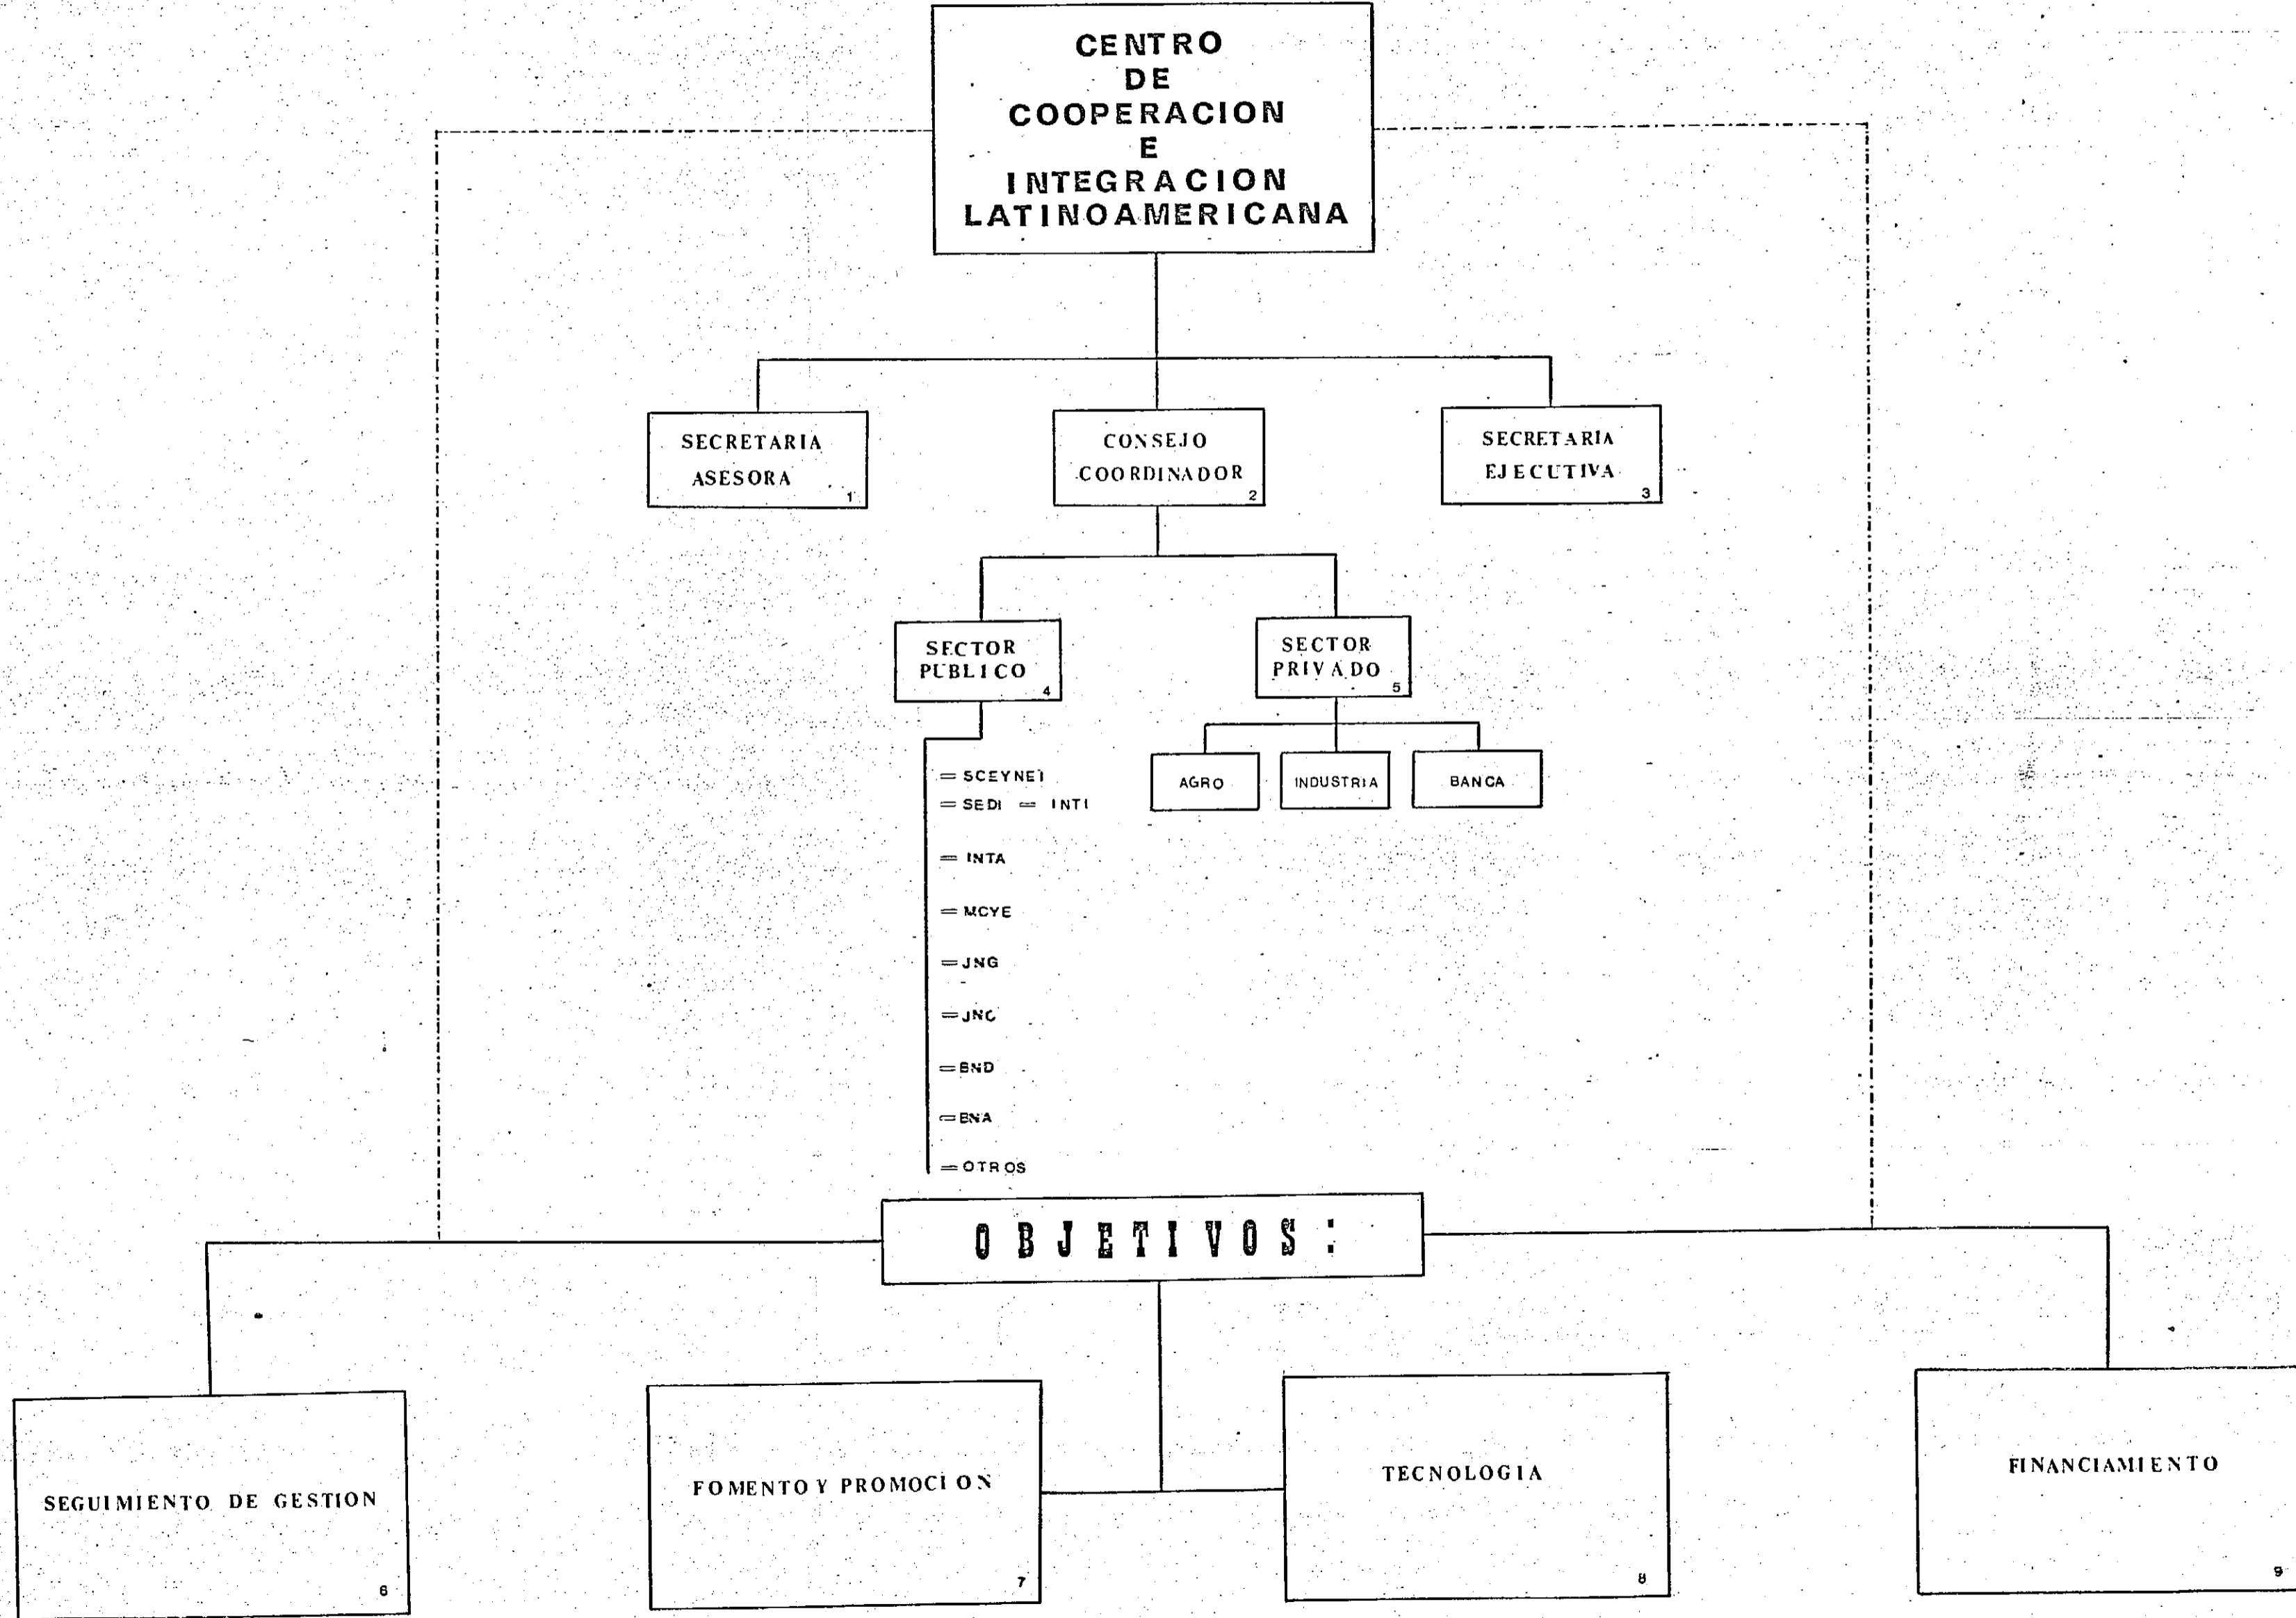 CENTRO
DE
COOPERACION
E
INTEGRACION
LATINOAMERICANA
SECRETARIA
ASESORA
1
CONSEJO
COORDINADOR
2
SECRETARIA
EJECUTIVA
3
SECTOR
PUBLICO
4
SECTOR
PRIVADO
5
= SCEYNEI
= SEDI = INTI
= INTA
= MCYE
= JNG
= JNC
= BND
= BNA
= OTROS
AGRO
INDUSTRIA
BANCA
OBJETIVOS:
SEGUIMIENTO DE GESTION
6
FOMENTO Y PROMOCION
7
TECNOLOGIA
8
FINANCIAMIENTO
9